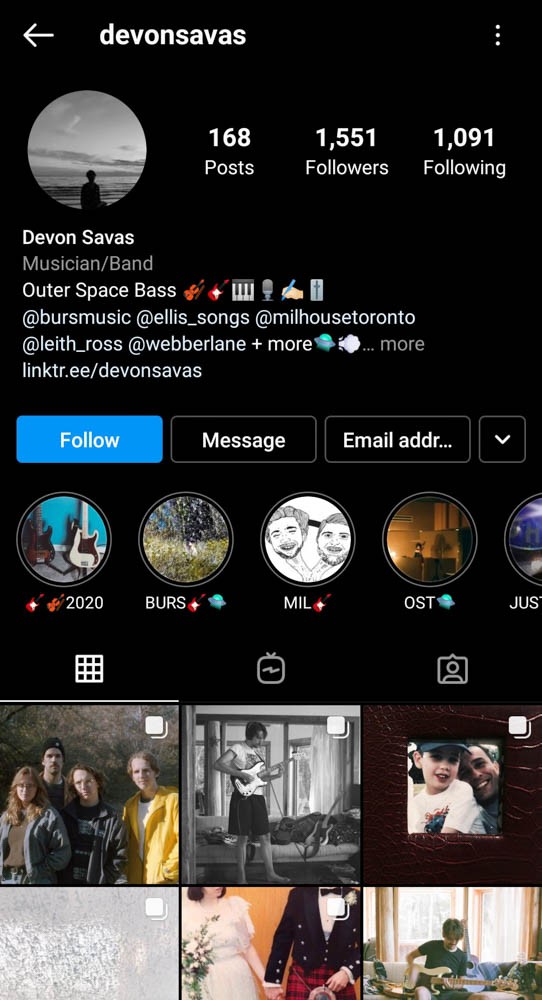 devonsavas
168 1,551 1,091
Posts Followers Following
Devon Savas
Musician/Band
Outer Space Bass 🎻🎸🎹🎙️✍🏻🎚️
@bursmusic @ellis_songs @milhousetoronto
@leith_ross @webberlane + more🛸💨… more
linktr.ee/devonsavas
Follow Message Email addr...
🎸🎻2020 BURS🎸🛸 MIL🎸 OST🛸 JUST